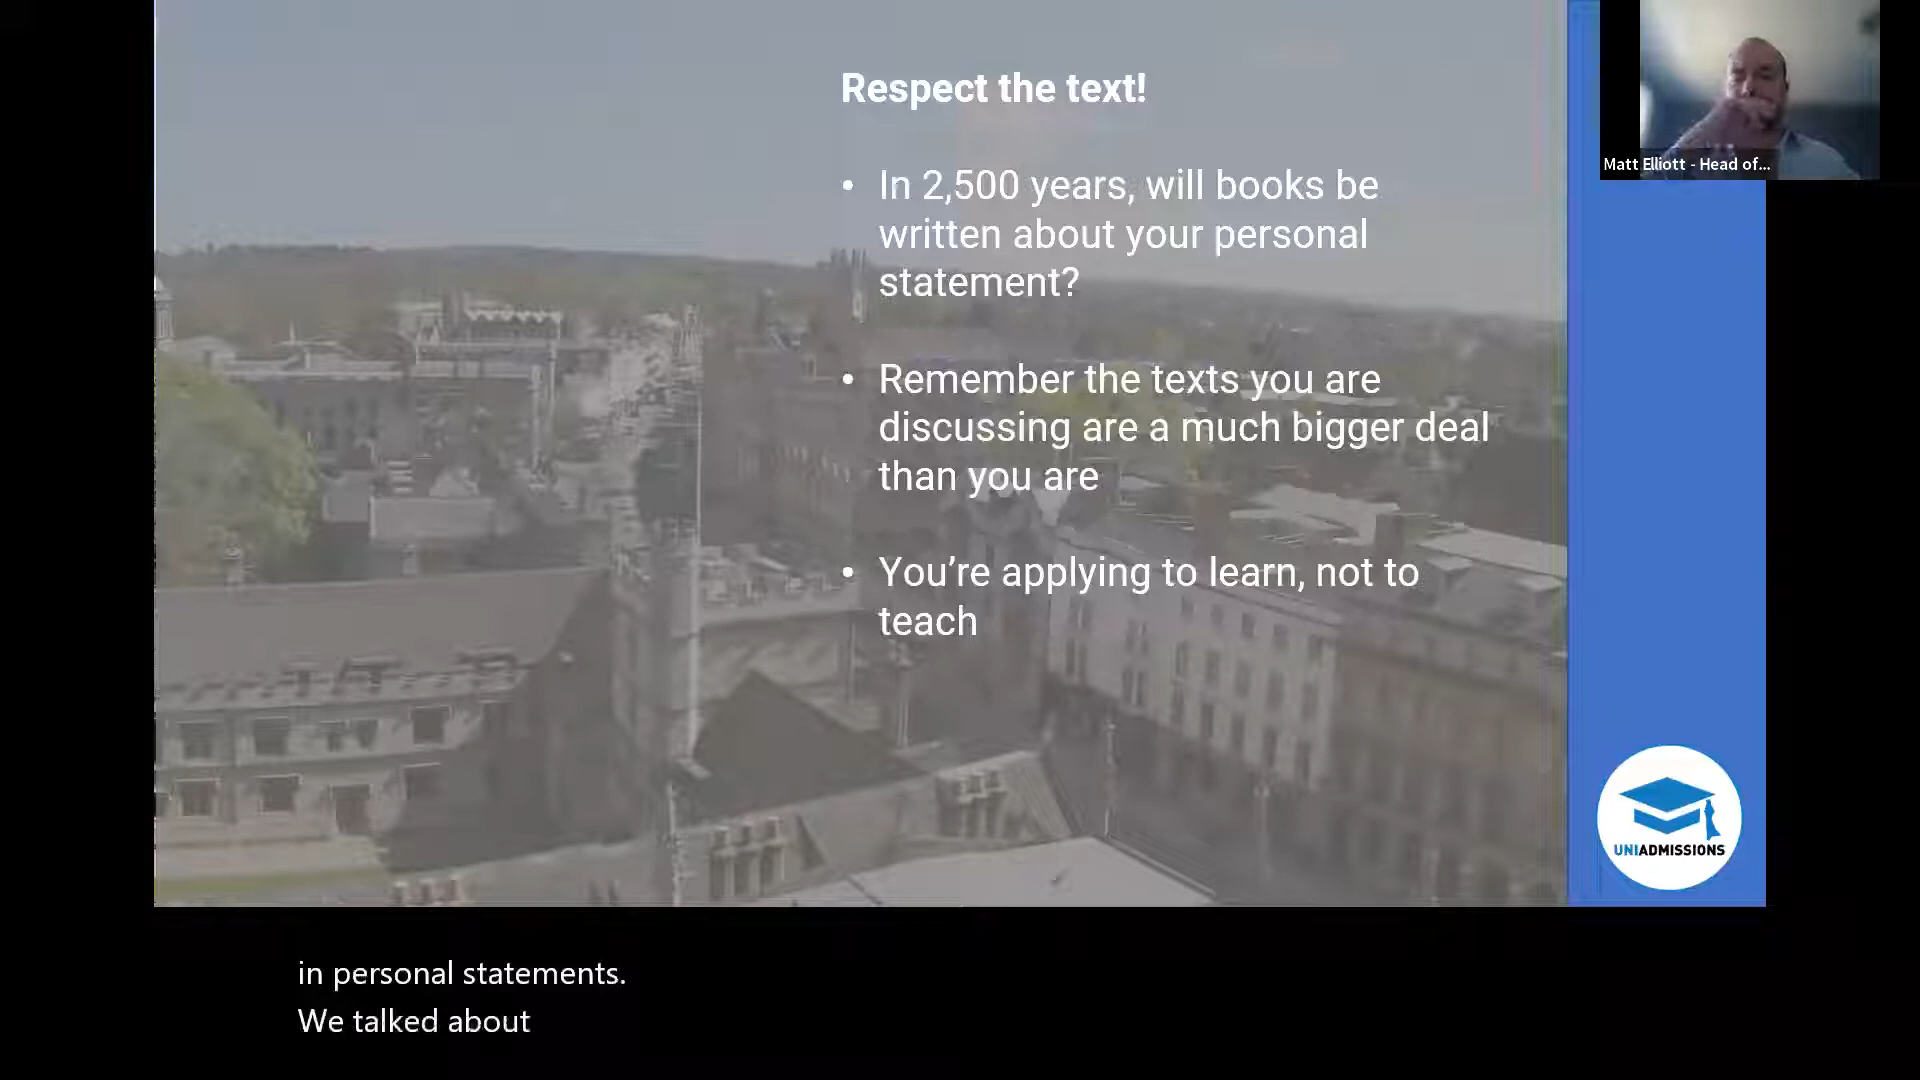 Respect the text!
• In 2,500 years, will books be
written about your personal
statement?
• Remember the texts you are
discussing are a much bigger deal
than you are
• You’re applying to learn, not to
teach
Matt Elliott - Head of...
UNIADMISSIONS
in personal statements.
We talked about